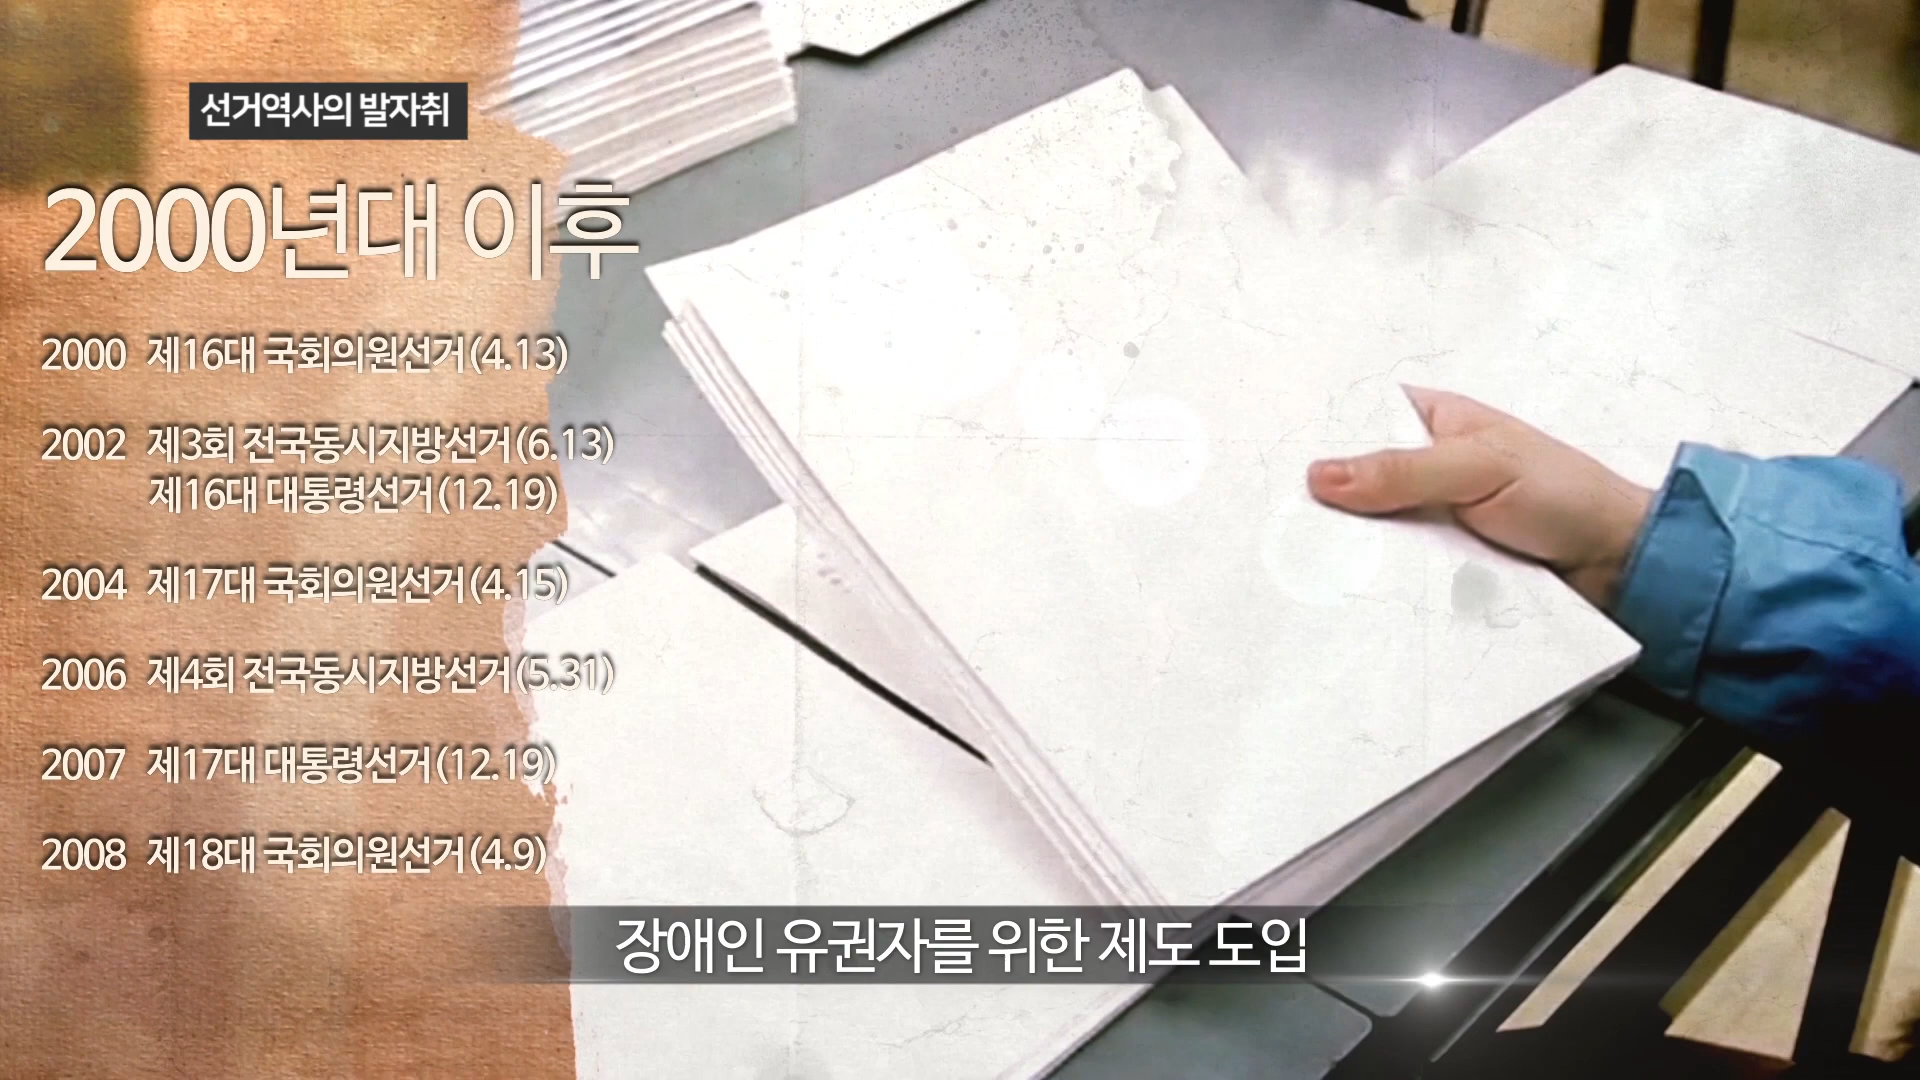 선거역사의 발자취
2000년대 이후
2000 제16대 국회의원선거(4.13)
2002 제3회 전국동시지방선거(6.13)
제16대 대통령선거(12.19)
2004 제17대 국회의원선거(4.15)
2006 제4회 전국동시지방선거(5.31)
2007 제17대 대통령선거(12.19)
2008 제18대 국회의원선거(4.9)
장애인 유권자를 위한 제도 도입